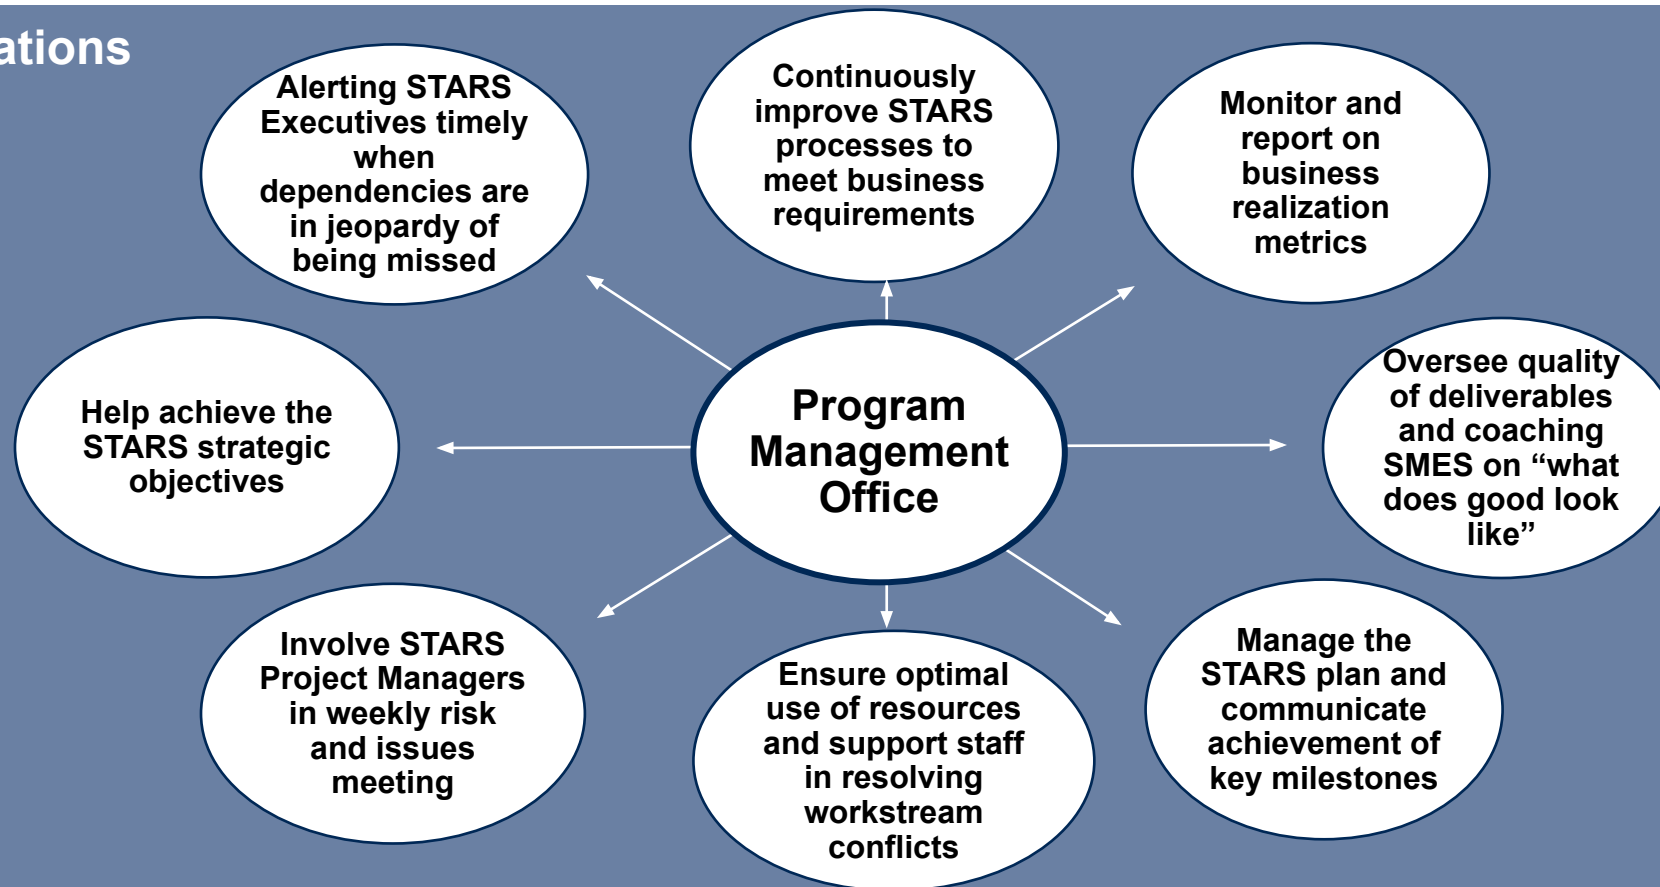 ations
Alerting STARS
Executives timely
when
dependencies are
in jeopardy of
being missed
Continuously
improve STARS
processes to
meet business
requirements
Monitor and
report on
business
realization
metrics
Help achieve the
STARS strategic
objectives
Program
Management
Office
Oversee quality
of deliverables
and coaching
SMES on “what
does good look
like”
Involve STARS
Project Managers
in weekly risk
and issues
meeting
Ensure optimal
use of resources
and support staff
in resolving
workstream
conflicts
Manage the
STARS plan and
communicate
achievement of
key milestones